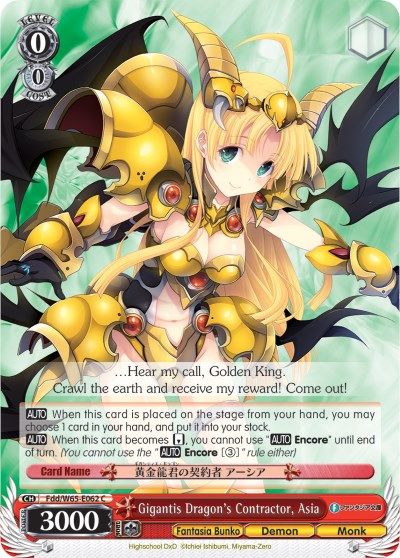 LEVEL
0
0
COST
…Hear my call, Golden King.
Crawl the earth and receive my reward! Come out!
AUTO When this card is placed on the stage from your hand, you may
choose 1 card in your hand, and put it into your stock.
AUTO When this card becomes [▼], you cannot use "AUTO Encore" until end
of turn. (You cannot use the "AUTO Encore [③]" rule either)
Card Name
黄金龍君の契約者 アーシア
CH Fdd/W65-E062 C
Gigantis Dragon's Contractor, Asia
3000
Fantasia Bunko
Demon
Monk
Highschool DxD ©Ichiei Ishibumi, Miyama-Zero